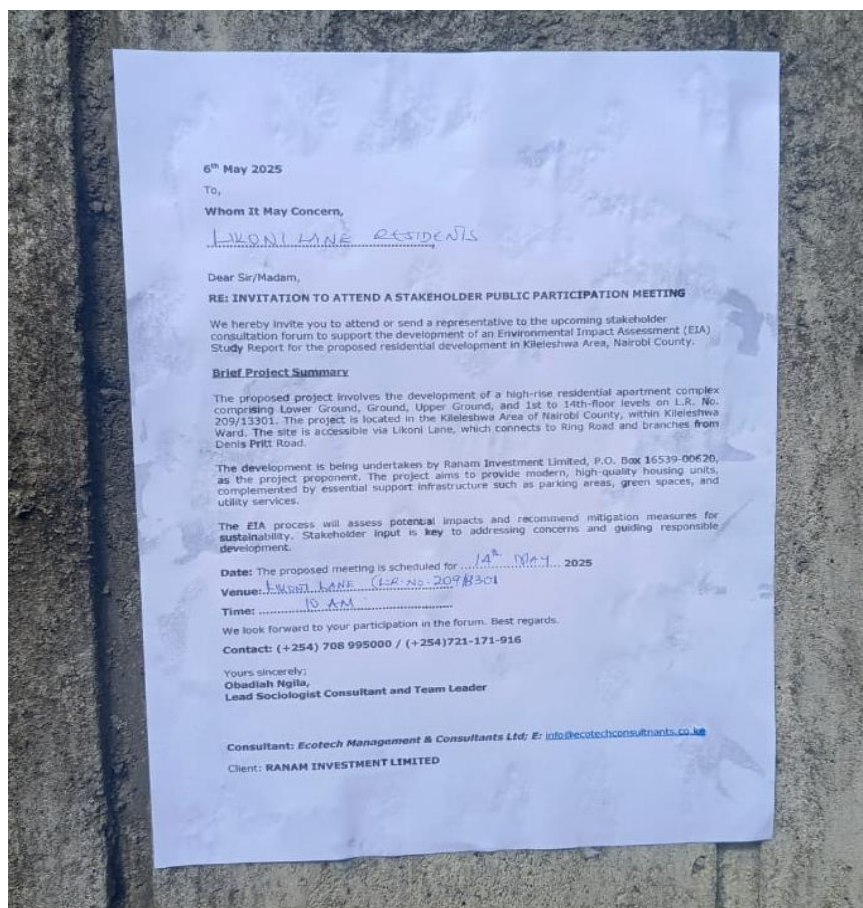 6th May 2025
To,
Whom It May Concern,
LIKONI LANE RESIDENTS
Dear Sir/Madam,
RE: INVITATION TO ATTEND A STAKEHOLDER PUBLIC PARTICIPATION MEETING
We hereby invite you to attend or send a representative to the upcoming stakeholder
consultation forum to support the development of an Environmental Impact Assessment (EIA)
Study Report for the proposed residential development in Kileleshwa Area, Nairobi County.
Brief Project Summary
The proposed project involves the development of a high-rise residential apartment complex
comprising Lower Ground, Ground, Upper Ground, and 1st to 14th-floor levels on L.R. No.
209/13301. The project is located in the Kileleshwa Area of Nairobi County, within Kileleshwa
Ward. The site is accessible via Likoni Lane, which connects to Ring Road and branches from
Denis Pritt Road.
The development is being undertaken by Ranam Investment Limited, P.O. Box 16539-00620,
as the project proponent. The project aims to provide modern, high-quality housing units,
complemented by essential support infrastructure such as parking areas, green spaces, and
utility services.
The EIA process will assess potential impacts and recommend mitigation measures for
sustainability. Stakeholder input is key to addressing concerns and guiding responsible
development.
Date: The proposed meeting is scheduled for ....14th MAY... 2025
Venue: LIKONI LANE (L.R. NO. 209/13301
Time: ..............10 AM..............
We look forward to your participation in the forum. Best regards.
Contact: (+254) 708 995000 / (+254)721-171-916
Yours sincerely;
Obadiah Ngila,
Lead Sociologist Consultant and Team Leader
Consultant: Ecotech Management & Consultants Ltd; E: info@ecotechconsultnants.co.ke
Client: RANAM INVESTMENT LIMITED